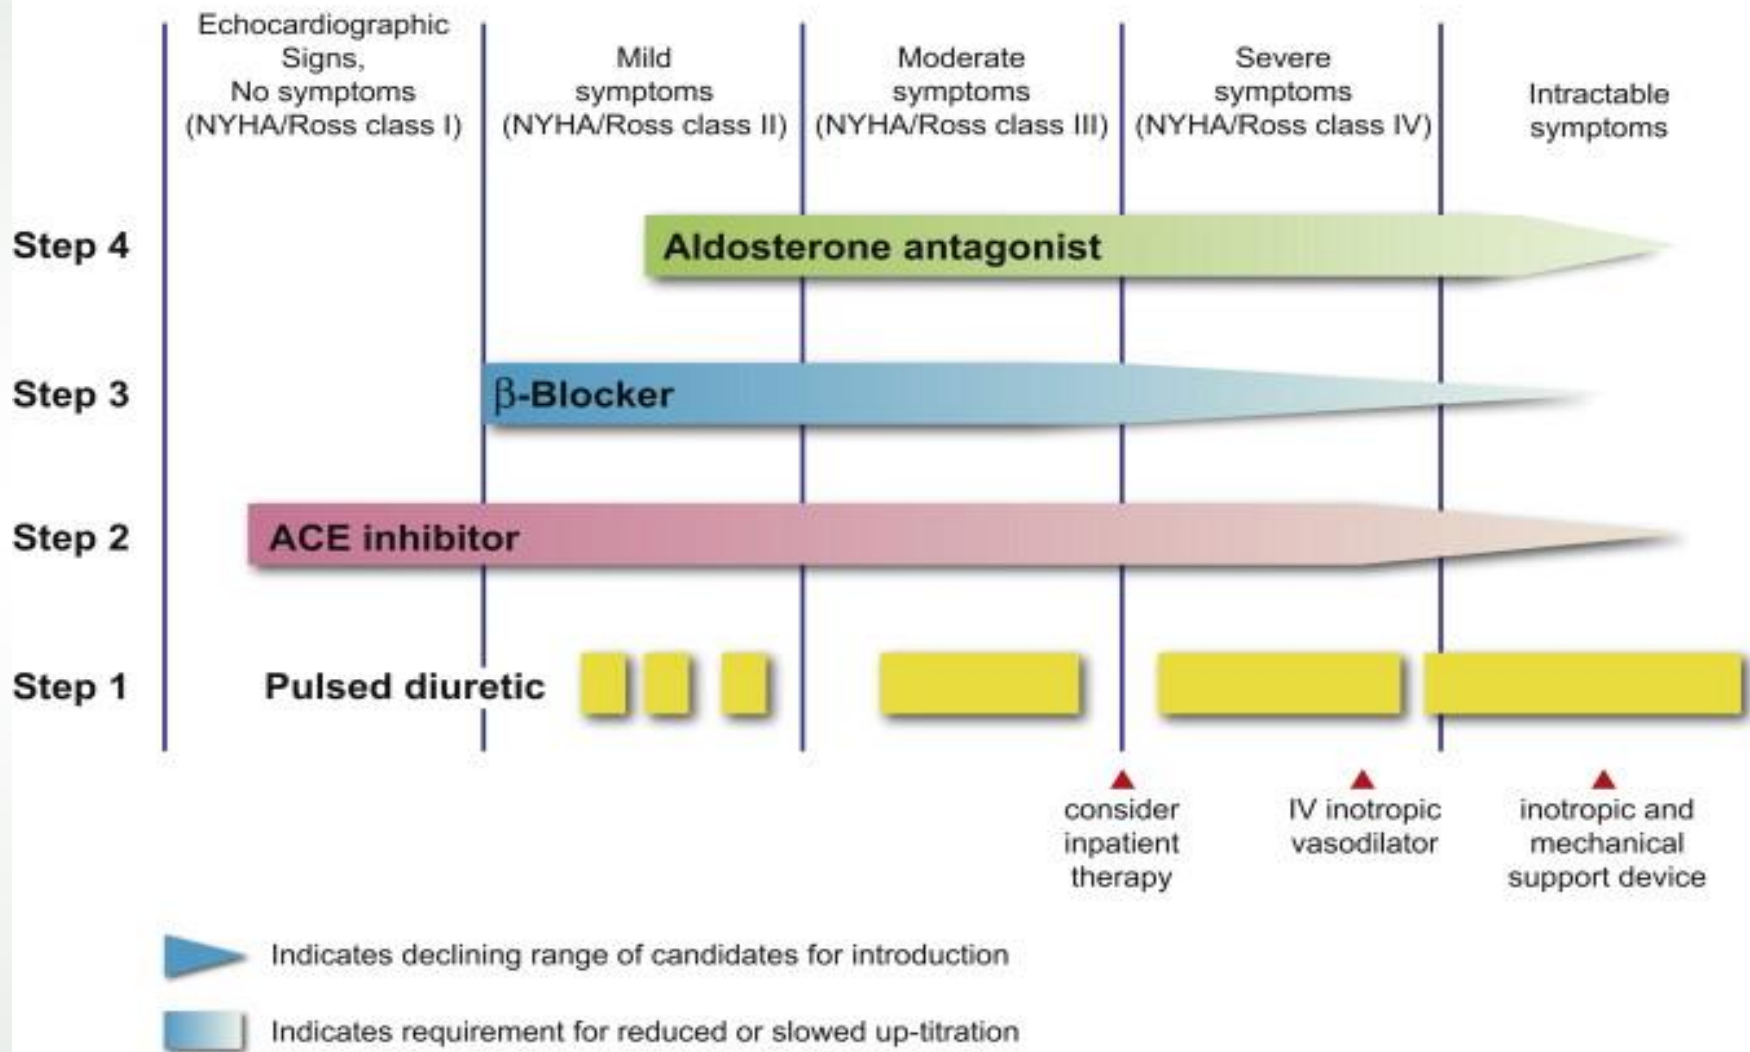 Echocardiographic
Signs,
No symptoms
(NYHA/Ross class I)
Mild
symptoms
(NYHA/Ross class II)
Moderate
symptoms
(NYHA/Ross class III)
Severe
symptoms
(NYHA/Ross class IV)
Intractable
symptoms
Step 4
Aldosterone antagonist
Step 3
β-Blocker
Step 2
ACE inhibitor
Step 1
Pulsed diuretic
consider
inpatient
therapy
IV inotropic
vasodilator
inotropic and
mechanical
support device
Indicates declining range of candidates for introduction
Indicates requirement for reduced or slowed up-titration